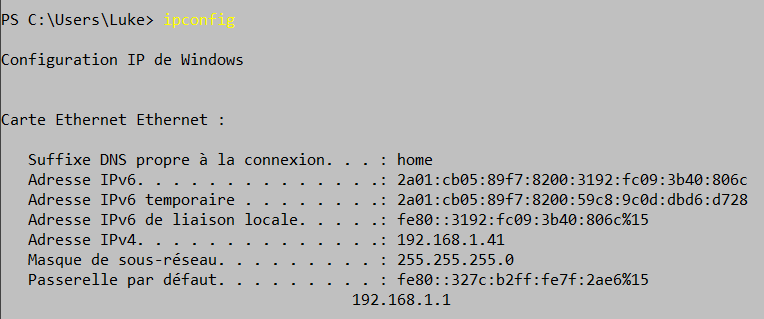 PS C:\Users\Luke> ipconfig
Configuration IP de Windows
Carte Ethernet Ethernet :
Suffixe DNS propre à la connexion. . . : home
Adresse IPv6. . . . . . . . . . . . . .: 2a01:cb05:89f7:8200:3192:fc09:3b40:806c
Adresse IPv6 temporaire . . . . . . . .: 2a01:cb05:89f7:8200:59c8:9c0d:dbd6:d728
Adresse IPv6 de liaison locale. . . . .: fe80::3192:fc09:3b40:806c%15
Adresse IPv4. . . . . . . . . . . . . .: 192.168.1.41
Masque de sous-réseau. . . . . . . . . : 255.255.255.0
Passerelle par défaut. . . . . . . . . : fe80::327c:b2ff:fe7f:2ae6%15
192.168.1.1